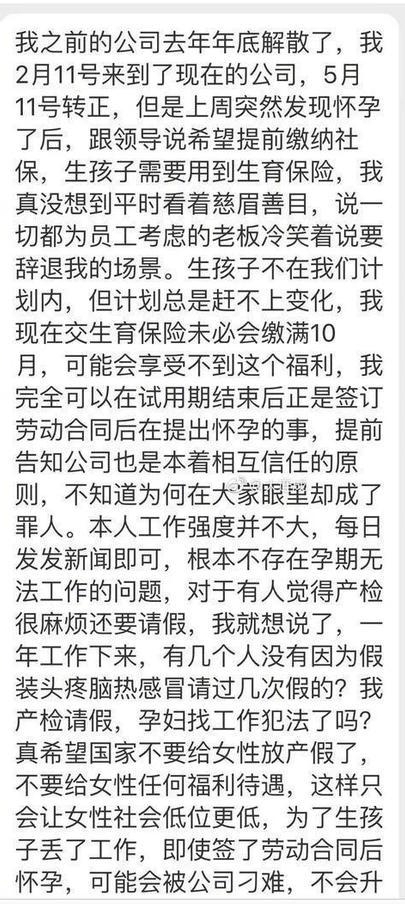 我之前的公司去年年底解散了，我
2月11号来到了现在的公司，5月
11号转正，但是上周突然发现怀孕
了后，跟领导说希望提前缴纳社
保，生孩子需要用到生育保险，我
真没想到平时看着慈眉善目，说一
切都为员工考虑的老板冷笑着说要
辞退我的场景。生孩子不在我们计
划内，但计划总是赶不上变化，我
现在交生育保险未必会缴满10
月，可能会享受不到这个福利，我
完全可以在试用期结束后正是签订
劳动合同后在提出怀孕的事，提前
告知公司也是本着相互信任的原
则，不知道为何在大家眼里却成了
罪人。本人工作强度并不大，每日
发发新闻即可，根本不存在孕期无
法工作的问题，对于有人觉得产检
很麻烦还要请假，我就想说了，一
年工作下来，有几个人没有因为假
装头疼脑热感冒请过几次假的？我
产检请假，孕妇找工作犯法了吗？
真希望国家不要给女性放产假了，
不要给女性任何福利待遇，这样只
会让女性社会低位更低，为了生孩
子丢了工作，即使签了劳动合同后
怀孕，可能会被公司刁难，不会升